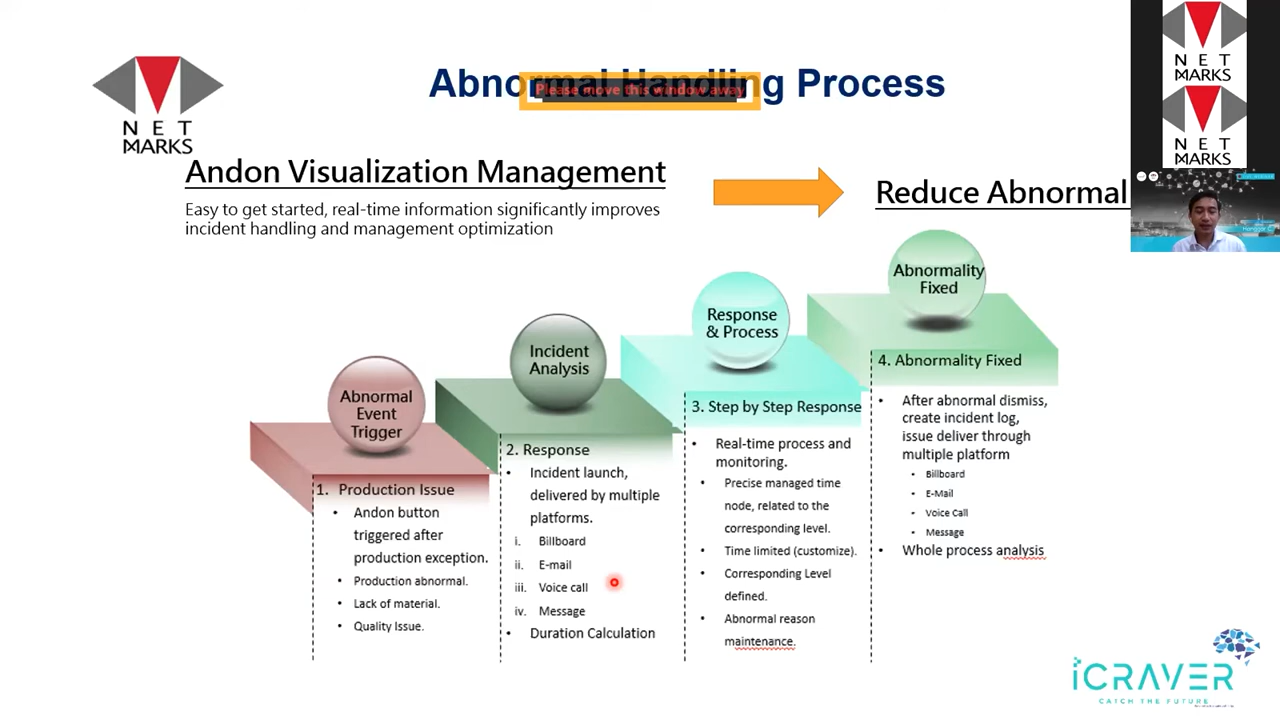 Abnormal Handling Process
Please move this window away
NET
MARKS
NET
MARKS
NET
MARKS
Andon Visualization Management
Easy to get started, real-time information significantly improves
incident handling and management optimization
Reduce Abnormal
Abnormal
Event
Trigger
Incident
Analysis
Response
& Process
Abnormality
Fixed
1. Production Issue
• Andon button
triggered after
production exception.
• Production abnormal.
• Lack of material.
• Quality Issue.
2. Response
• Incident launch,
delivered by multiple
platforms.
i. Billboard
ii. E-mail
iii. Voice call
iv. Message
• Duration Calculation
3. Step by Step Response
• Real-time process and
monitoring.
• Precise managed time
node, related to the
corresponding level.
• Time limited (customize).
• Corresponding Level
defined.
• Abnormal reason
maintenance.
4. Abnormality Fixed
• After abnormal dismiss,
create incident log,
issue deliver through
multiple platform
• Billboard
• E-Mail
• Voice Call
• Message
• Whole process analysis
iCRAVER
CATCH THE FUTURE